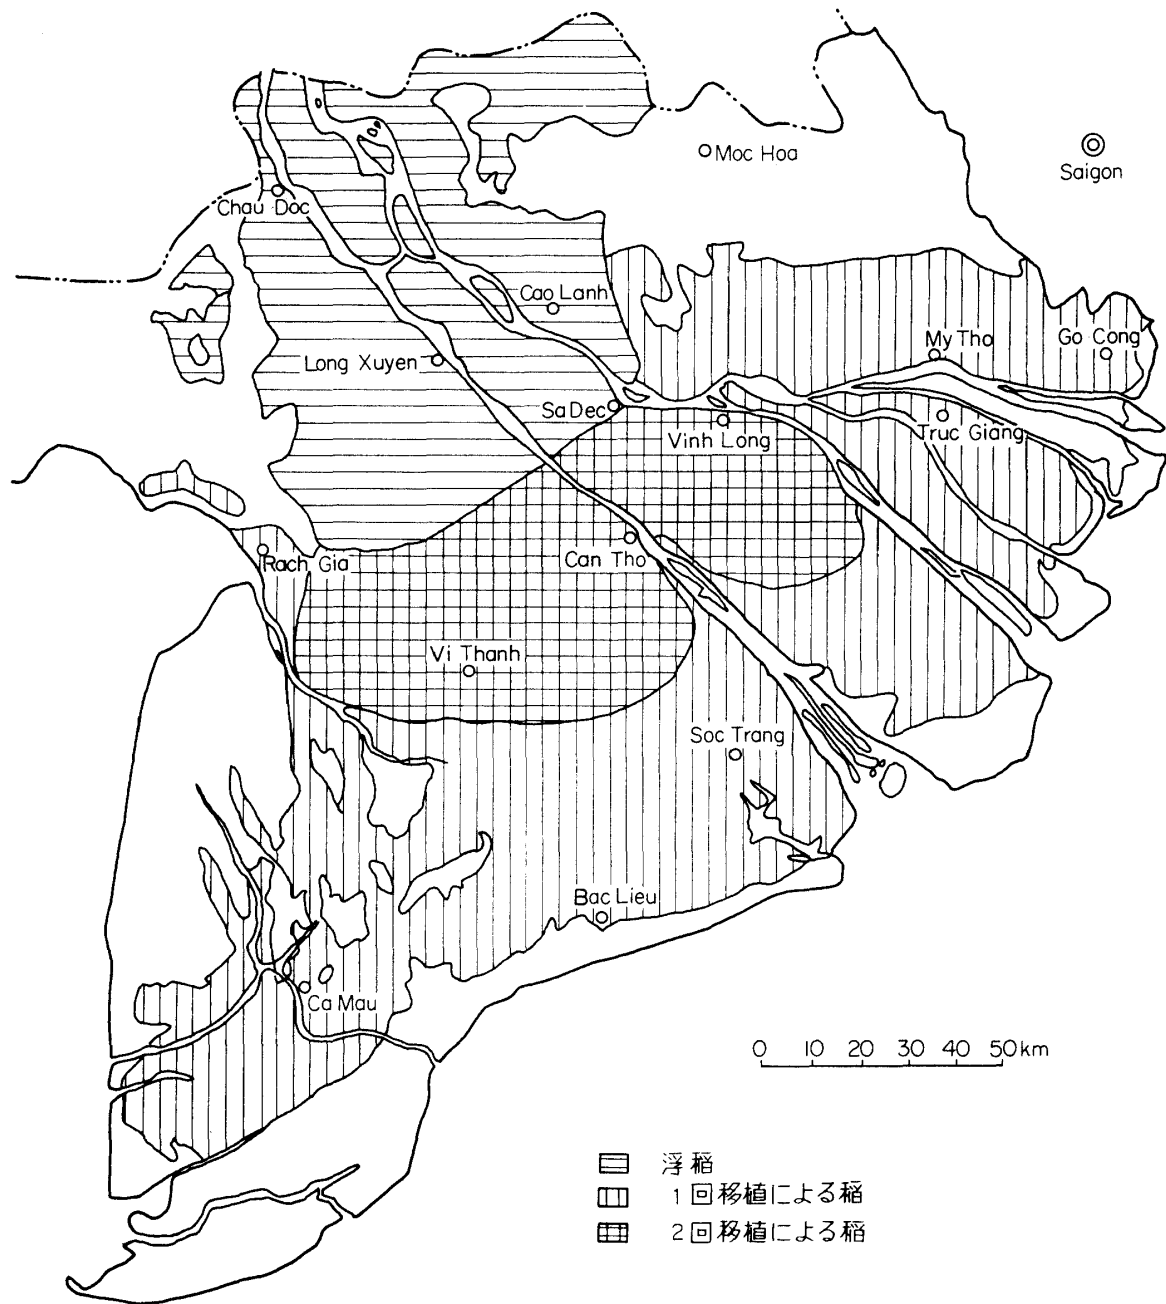 Moc Hoa
Saigon
Chau Doc
Cao Lanh
My Tho
Go Cong
Long Xuyen
Sa Dec
Vinh Long
Truc Giang
Rach Gia
Can Tho
Vi Thanh
Soc Trang
Bac Lieu
Ca Mau
0 10 20 30 40 50km
浮稲
1回移植による稲
2回移植による稲